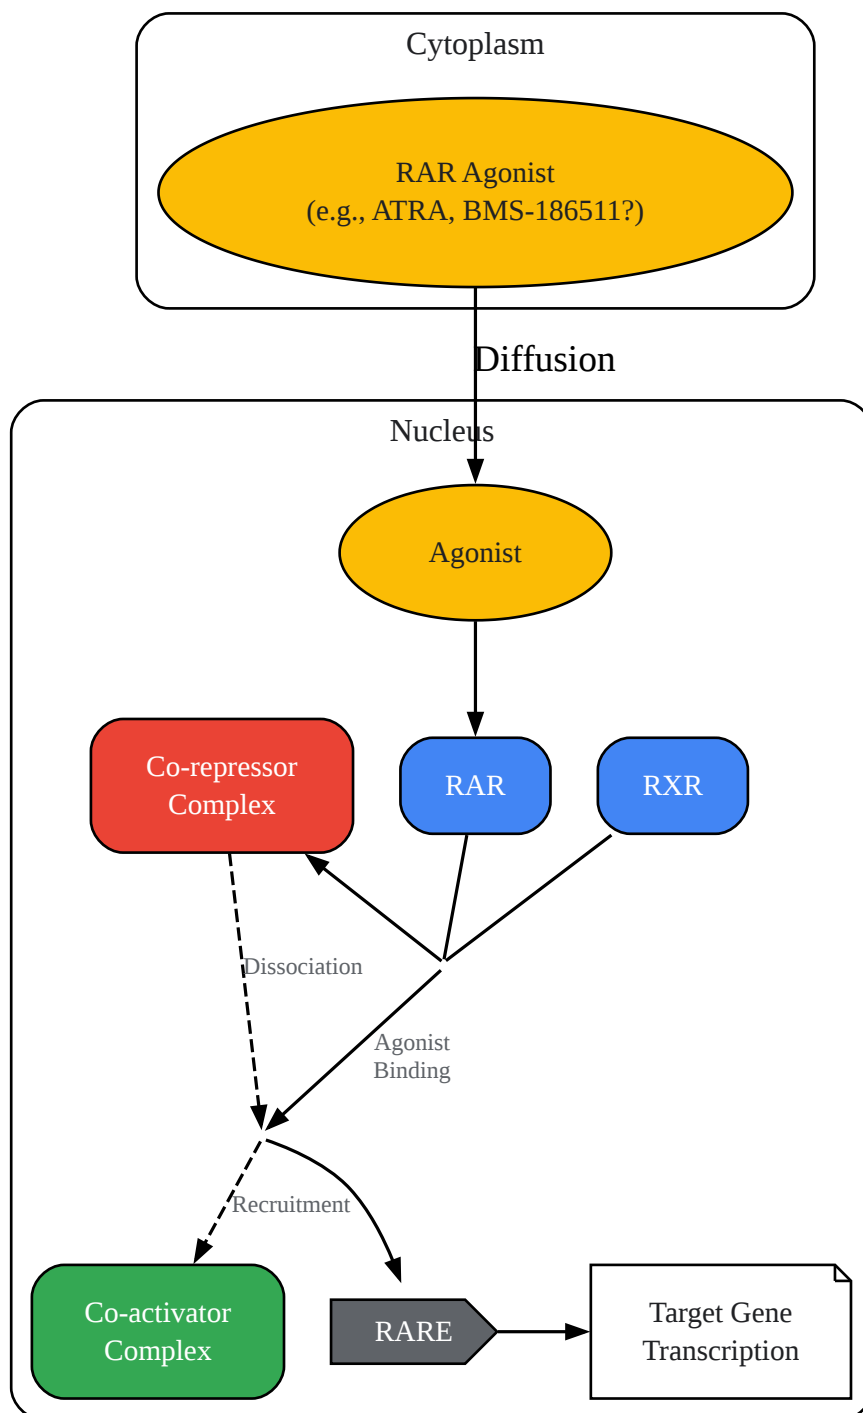 Cytoplasm
RAR Agonist
(e.g., ATRA, BMS-186511?)
Diffusion
Nucleus
Agonist
Co-repressor
Complex
RAR
RXR
Dissociation
Agonist
Binding
Recruitment
Co-activator
Complex
RARE
Target Gene
Transcription